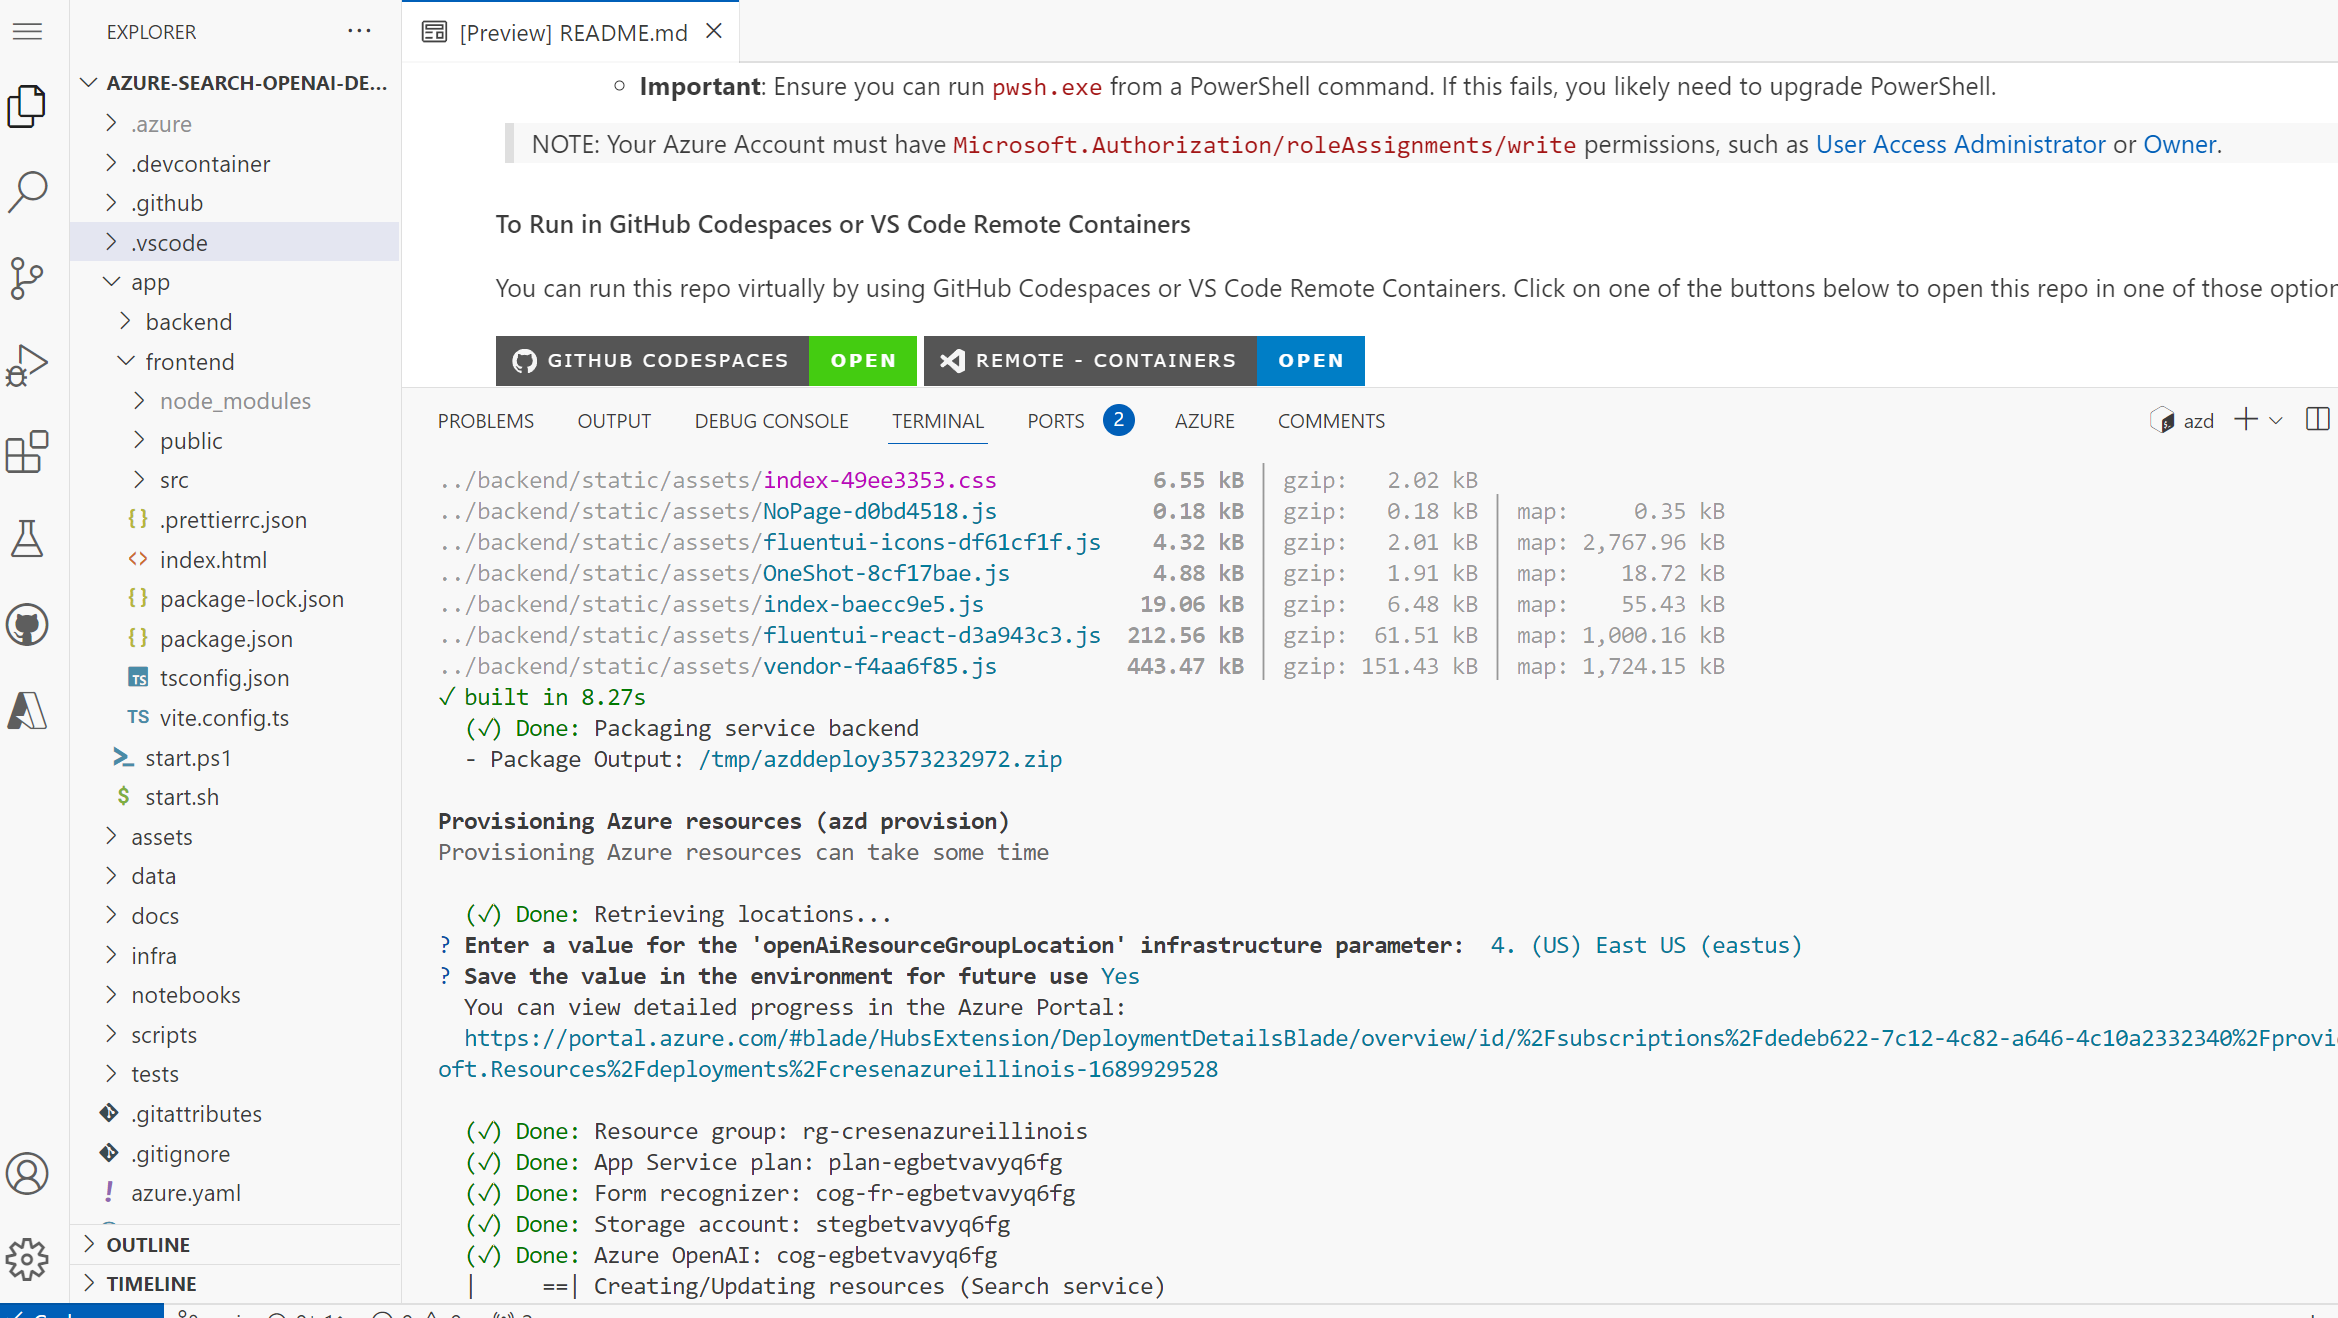 EXPLORER
AZURE-SEARCH-OPENAI-DE...
.azure
.devcontainer
.github
.vscode
app
backend
frontend
node_modules
public
src
.prettierrc.json
index.html
package-lock.json
package.json
tsconfig.json
TS vite.config.ts
start.ps1
$ start.sh
assets
data
docs
infra
notebooks
scripts
tests
.gitattributes
.gitignore
! azure.yaml
OUTLINE
TIMELINE
[Preview] README.md
Important: Ensure you can run pwsh.exe from a PowerShell command. If this fails, you likely need to upgrade PowerShell.
NOTE: Your Azure Account must have Microsoft.Authorization/roleAssignments/write permissions, such as User Access Administrator or Owner.
To Run in GitHub Codespaces or VS Code Remote Containers
You can run this repo virtually by using GitHub Codespaces or VS Code Remote Containers. Click on one of the buttons below to open this repo in one of those option
GITHUB CODESPACES OPEN REMOTE - CONTAINERS OPEN
PROBLEMS OUTPUT DEBUG CONSOLE TERMINAL PORTS 2 AZURE COMMENTS azd
../backend/static/assets/index-49ee3353.css 6.55 kB │ gzip: 2.02 kB
../backend/static/assets/NoPage-d0bd4518.js 0.18 kB │ gzip: 0.18 kB │ map: 0.35 kB
../backend/static/assets/fluentui-icons-df61cf1f.js 4.32 kB │ gzip: 2.01 kB │ map: 2,767.96 kB
../backend/static/assets/OneShot-8cf17bae.js 4.88 kB │ gzip: 1.91 kB │ map: 18.72 kB
../backend/static/assets/index-baecc9e5.js 19.06 kB │ gzip: 6.48 kB │ map: 55.43 kB
../backend/static/assets/fluentui-react-d3a943c3.js 212.56 kB │ gzip: 61.51 kB │ map: 1,000.16 kB
../backend/static/assets/vendor-f4aa6f85.js 443.47 kB │ gzip: 151.43 kB │ map: 1,724.15 kB
✓ built in 8.27s
(✓) Done: Packaging service backend
- Package Output: /tmp/azddeploy3573232972.zip
Provisioning Azure resources (azd provision)
Provisioning Azure resources can take some time
(✓) Done: Retrieving locations...
? Enter a value for the 'openAiResourceGroupLocation' infrastructure parameter: 4. (US) East US (eastus)
? Save the value in the environment for future use Yes
You can view detailed progress in the Azure Portal:
https://portal.azure.com/#blade/HubsExtension/DeploymentDetailsBlade/overview/id/%2Fsubscriptions%2Fdedeb622-7c12-4c82-a646-4c10a2332340%2Fprovi
oft.Resources%2Fdeployments%2Fcresenazureillinois-1689929528
(✓) Done: Resource group: rg-cresenazureillinois
(✓) Done: App Service plan: plan-egbetvavyq6fg
(✓) Done: Form recognizer: cog-fr-egbetvavyq6fg
(✓) Done: Storage account: stegbetvavyq6fg
(✓) Done: Azure OpenAI: cog-egbetvavyq6fg
| ==| Creating/Updating resources (Search service)